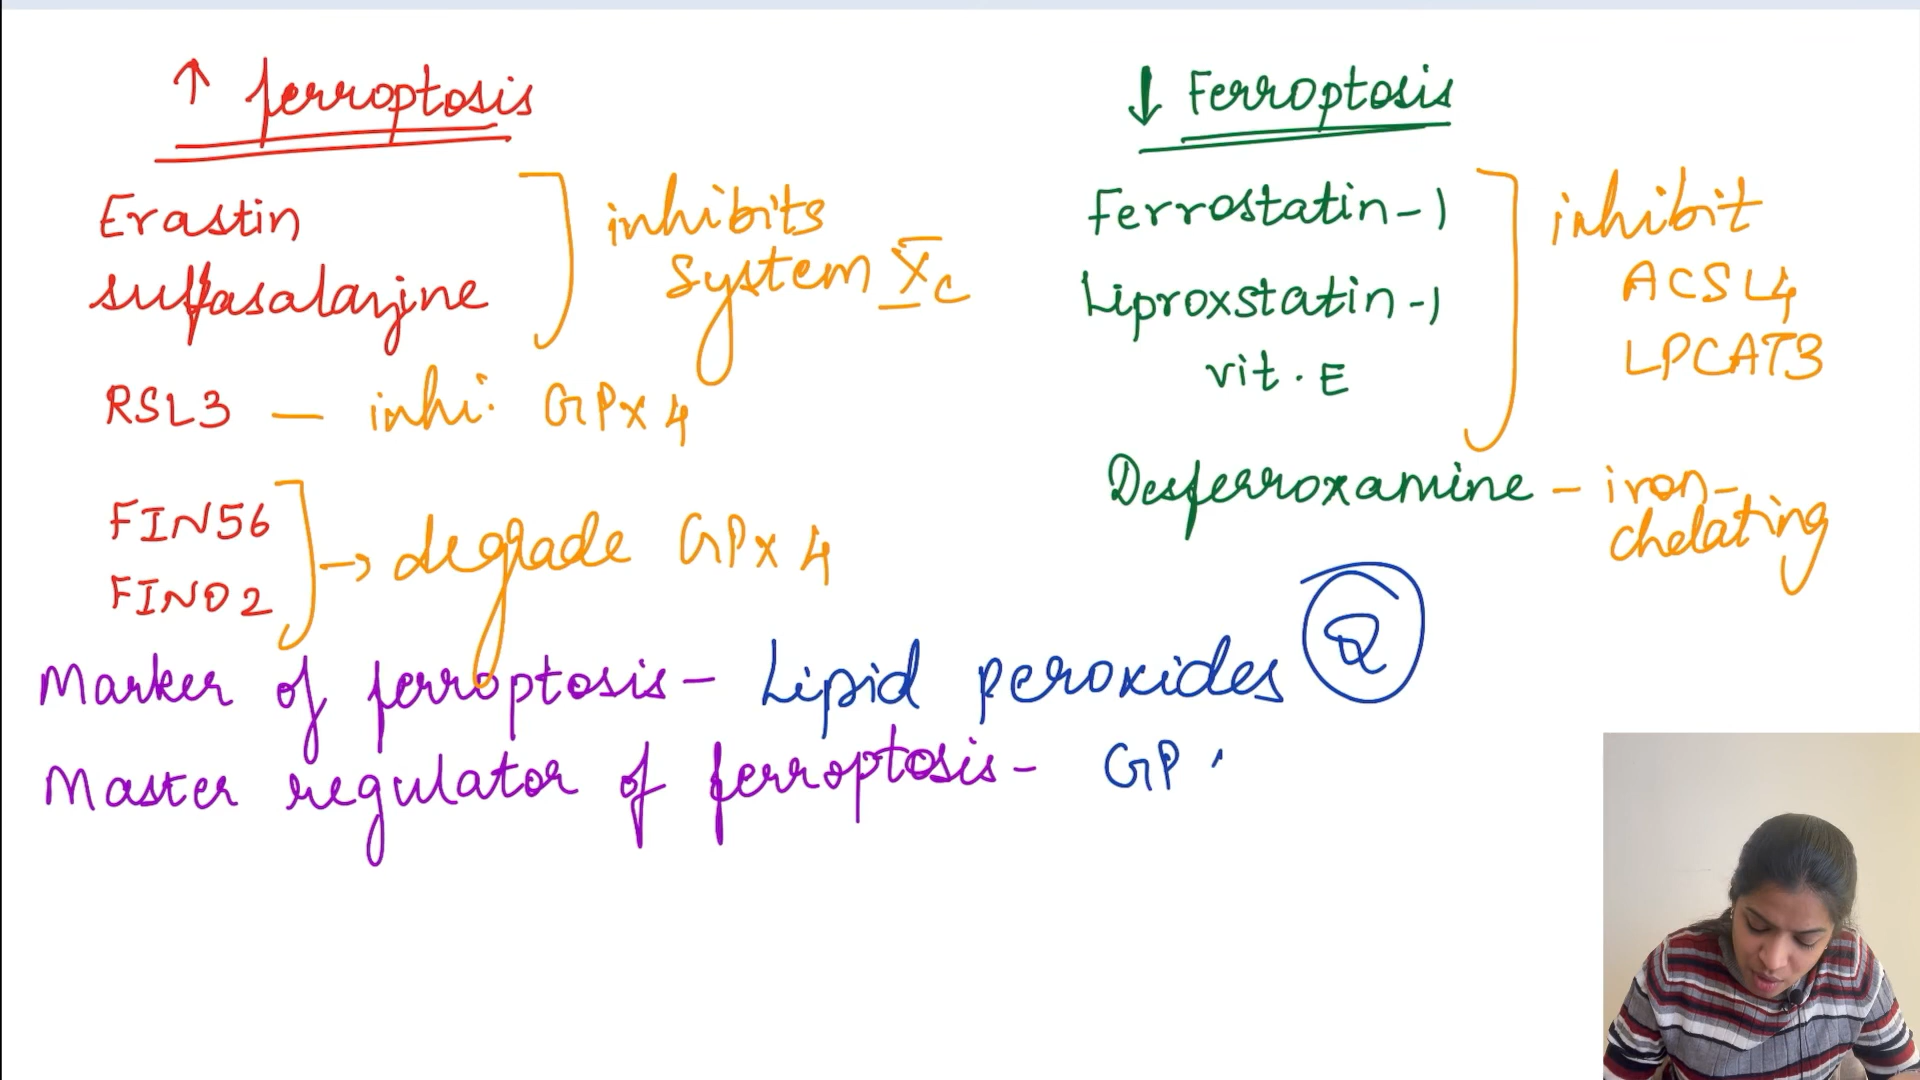 ↑ ferroptosis
Erastin
sulfasalazine
inhibits
system x̄c
RSL3 — inhi. GPx4
FIN56
FINO2
→ degrade GPx4
↓ Ferroptosis
Ferrostatin-1
Liproxstatin-1
vit. E
inhibit
ACSL4
LPCAT3
Desferroxamine - iron-
chelating
Marker of ferroptosis - Lipid peroxides Q
Master regulator of ferroptosis - GP